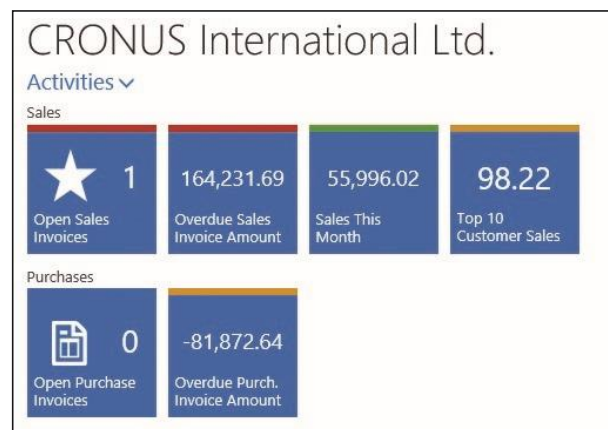 CRONUS International Ltd.
Activities
Sales
1
Open Sales
Invoices
164,231.69
Overdue Sales
Invoice Amount
55,996.02
Sales This
Month
98.22
Top 10
Customer Sales
Purchases
0
Open Purchase
Invoices
-81,872.64
Overdue Purch.
Invoice Amount